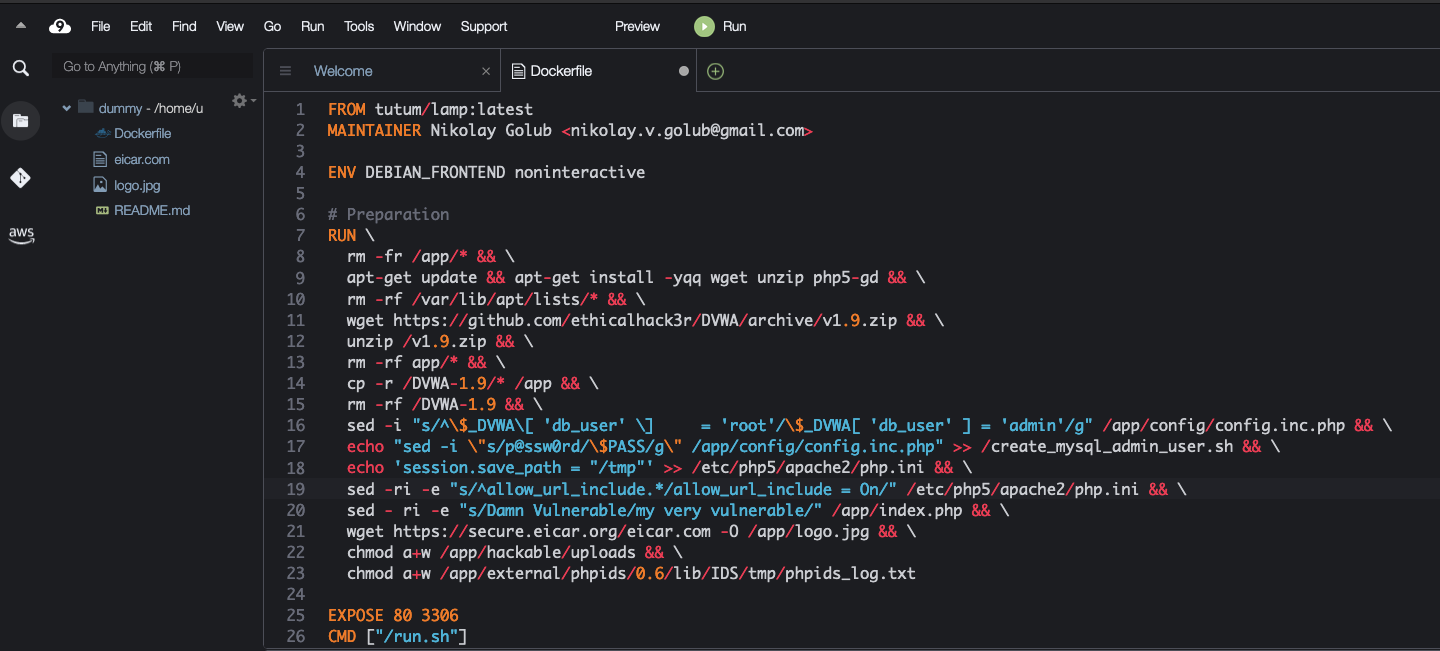 File Edit Find View Go Run Tools Window Support Preview Run
Go to Anything (⌘ P)
Welcome
Dockerfile
dummy - /home/u
Dockerfile
eicar.com
logo.jpg
README.md
aws
1 FROM tutum/lamp:latest
2 MAINTAINER Nikolay Golub <nikolay.v.golub@gmail.com>
3
4 ENV DEBIAN_FRONTEND noninteractive
5
6 # Preparation
7 RUN \
8 rm -fr /app/* && \
9 apt-get update && apt-get install -yqq wget unzip php5-gd && \
10 rm -rf /var/lib/apt/lists/* && \
11 wget https://github.com/ethicalhack3r/DVWA/archive/v1.9.zip && \
12 unzip /v1.9.zip && \
13 rm -rf app/* && \
14 cp -r /DVWA-1.9/* /app && \
15 rm -rf /DVWA-1.9 && \
16 sed -i "s/^\$_DVWA\[ 'db_user' \]     = 'root'/\$_DVWA[ 'db_user' ] = 'admin'/g" /app/config/config.inc.php && \
17 echo "sed -i \"s/p@ssw0rd/\$PASS/g\" /app/config/config.inc.php" >> /create_mysql_admin_user.sh && \
18 echo 'session.save_path = "/tmp"' >> /etc/php5/apache2/php.ini && \
19 sed -ri -e "s/^allow_url_include.*/allow_url_include = On/" /etc/php5/apache2/php.ini && \
20 sed - ri -e "s/Damn Vulnerable/my very vulnerable/" /app/index.php && \
21 wget https://secure.eicar.org/eicar.com -O /app/logo.jpg && \
22 chmod a+w /app/hackable/uploads && \
23 chmod a+w /app/external/phpids/0.6/lib/IDS/tmp/phpids_log.txt
24
25 EXPOSE 80 3306
26 CMD ["/run.sh"]